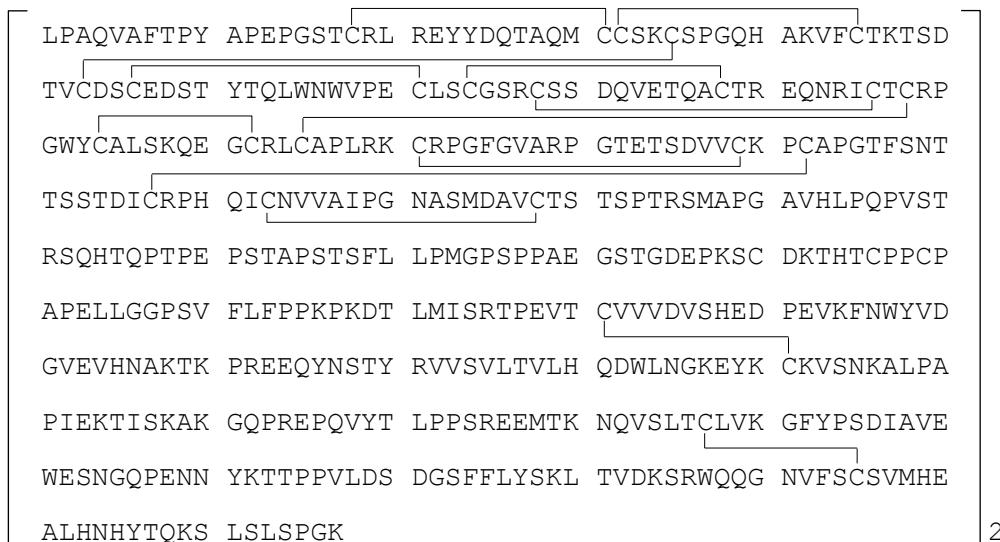 LPAQVAFTPY APEPGSTCRL REYYDQTAQM CCSKCSPGQH AKVFCTKTSD
TVCDSCEDST YTQLWNWVPE CLSCGSRCSS DQVETQACTR EQNRICTCRP
GWYCALSKQEG CRLCAPLRK CRPGFGVARP GTETSDVVCK PCAPGTFSNT
TSSTDICRPH QICNVVAIPG NASMDAVCTS TSPTRSMAPG AVHLPQPVST
RSQHTQPTPE PSTAPSTSFL LPMGPSPPAE GSTGDEPKSC DKTHTCPPCP
APELLGGPSV FLFPPKPKDT LMISRTPEVT CVVVDVSHED PEVKFNWYVD
GVEVHNAKTK PREEQYNSTY RVVSVLTVLH QDWLNGKEYK CKVSNKALPA
PIEKTISKAK GQPREPQVYT LPPSREEMTK NQVSLTCLVK GFYPSDIAVE
WESNGQPENN YKTTPPVLDS DGSFFLYSKL TVDKSRWQQG NVFSCSVMHE
ALHNHYTQKS LSLSPGK
2